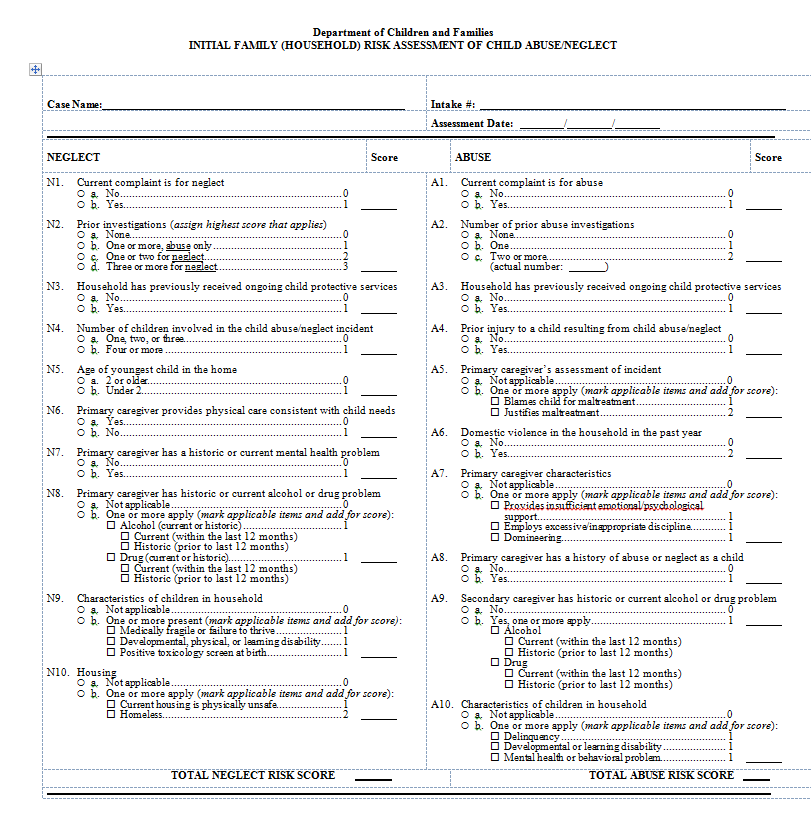 Department of Children and Families
INITIAL FAMILY (HOUSEHOLD) RISK ASSESSMENT OF CHILD ABUSE/NEGLECT
Case Name:
Intake #:
Assessment Date: / /
NEGLECT Score
N1. Current complaint is for neglect
a. No 0
b. Yes 1
N2. Prior investigations (assign highest score that applies)
a. None 0
b. One or more, abuse only 1
c. One or two for neglect 2
d. Three or more for neglect 3
N3. Household has previously received ongoing child protective services
a. No 0
b. Yes 1
N4. Number of children involved in the child abuse/neglect incident
a. One, two, or three 0
b. Four or more 1
N5. Age of youngest child in the home
a. 2 or older 0
b. Under 2 1
N6. Primary caregiver provides physical care consistent with child needs
a. Yes 0
b. No 1
N7. Primary caregiver has a historic or current mental health problem
a. No 0
b. Yes 1
N8. Primary caregiver has historic or current alcohol or drug problem
a. Not applicable 0
b. One or more apply (mark applicable items and add for score):
Alcohol (current or historic) 1
Current (within the last 12 months)
Historic (prior to last 12 months)
Drug (current or historic) 1
Current (within the last 12 months)
Historic (prior to last 12 months)
N9. Characteristics of children in household
a. Not applicable 0
b. One or more present (mark applicable items and add for score):
Medically fragile or failure to thrive 1
Developmental, physical, or learning disability 1
Positive toxicology screen at birth 1
N10. Housing
a. Not applicable 0
b. One or more apply (mark applicable items and add for score):
Current housing is physically unsafe 1
Homeless 2
TOTAL NEGLECT RISK SCORE
ABUSE Score
A1. Current complaint is for abuse
a. No 0
b. Yes 1
A2. Number of prior abuse investigations
a. None 0
b. One 1
c. Two or more 2
(actual number: )
A3. Household has previously received ongoing child protective services
a. No 0
b. Yes 1
A4. Prior injury to a child resulting from child abuse/neglect
a. No 0
b. Yes 1
A5. Primary caregiver’s assessment of incident
a. Not applicable 0
b. One or more apply (mark applicable items and add for score):
Blames child for maltreatment 1
Justifies maltreatment 2
A6. Domestic violence in the household in the past year
a. No 0
b. Yes 2
A7. Primary caregiver characteristics
a. Not applicable 0
b. One or more apply (mark applicable items and add for score):
Provides insufficient emotional/psychological
support 1
Employs excessive/inappropriate discipline 1
Domineering 1
A8. Primary caregiver has a history of abuse or neglect as a child
a. No 0
b. Yes 1
A9. Secondary caregiver has historic or current alcohol or drug problem
a. No 0
b. Yes, one or more apply 1
Alcohol
Current (within the last 12 months)
Historic (prior to last 12 months)
Drug
Current (within the last 12 months)
Historic (prior to last 12 months)
A10. Characteristics of children in household
a. Not applicable 0
b. One or more apply (mark applicable items and add for score):
Delinquency 1
Developmental or learning disability 1
Mental health or behavioral problem 1
TOTAL ABUSE RISK SCORE